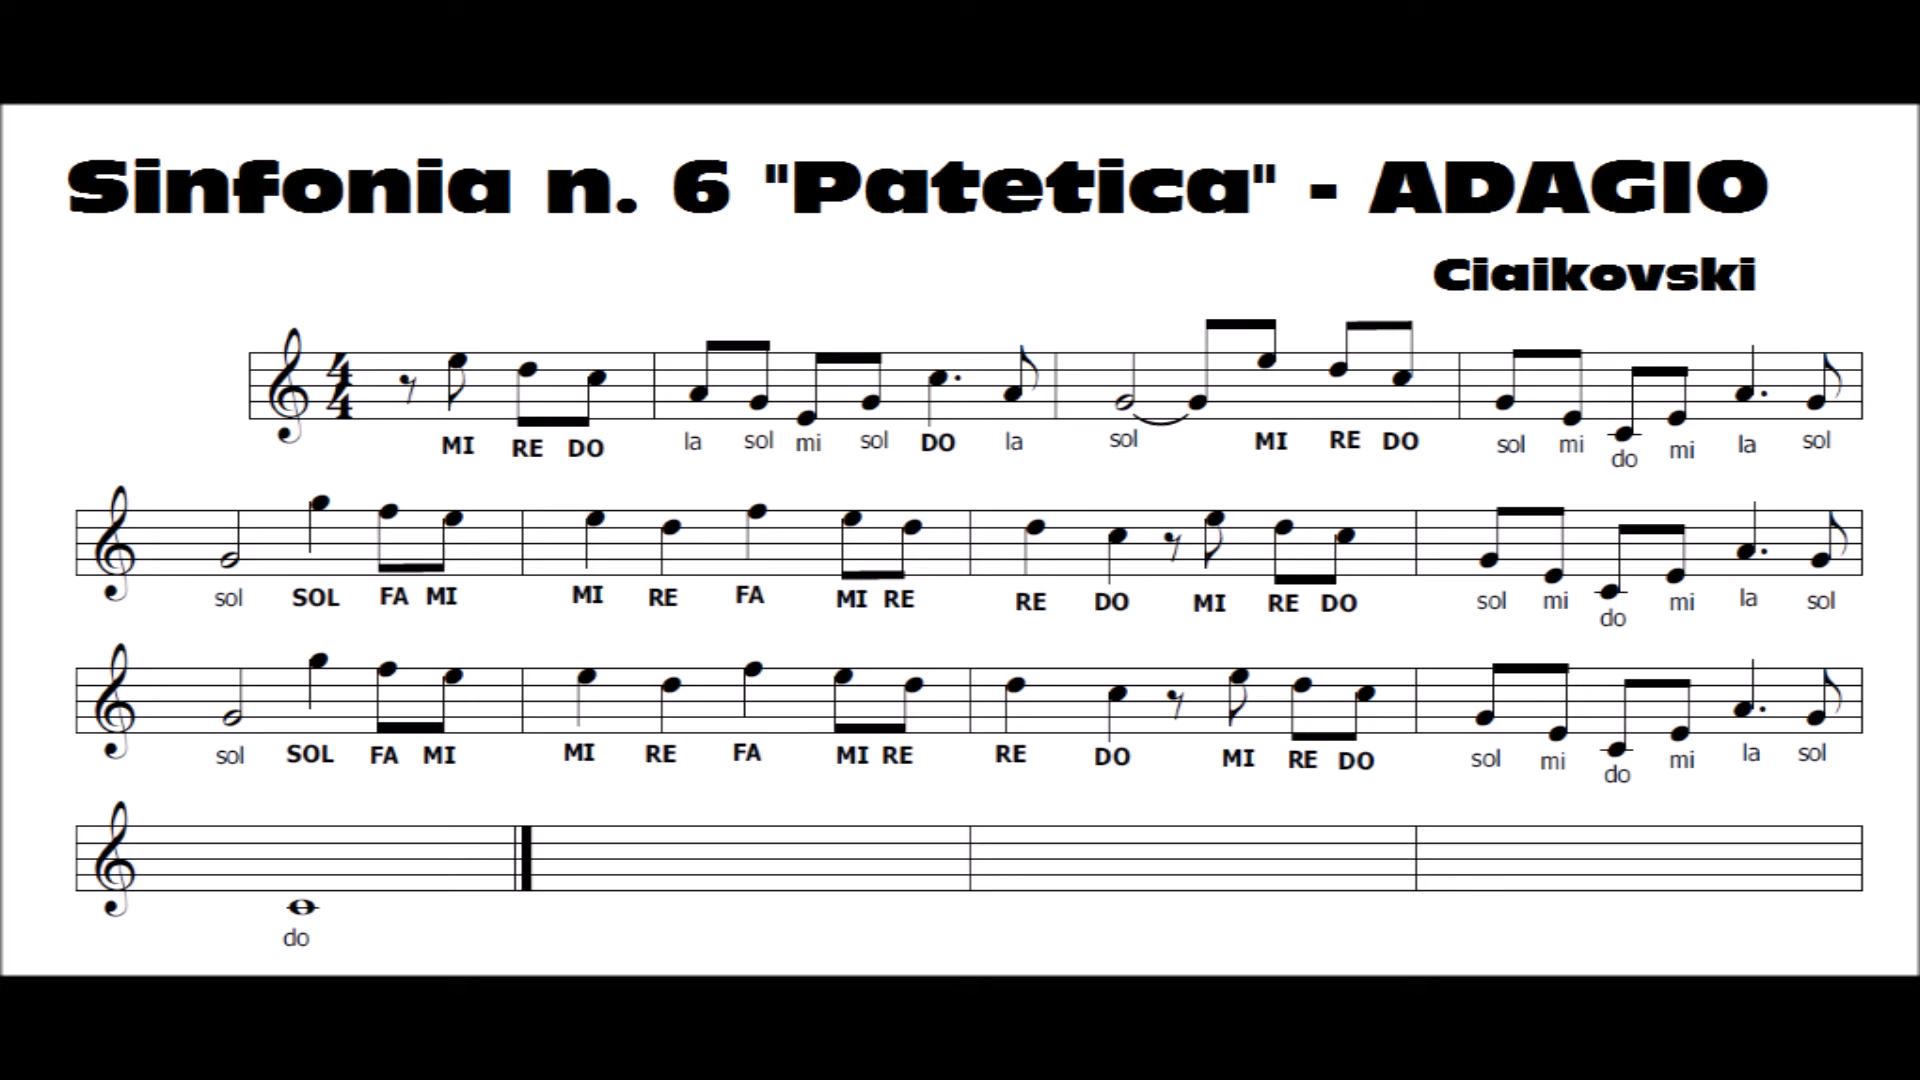 Sinfonia n. 6 "Patetica" - ADAGIO
Ciaikovski
4
4
MI RE DO la sol mi sol DO la sol MI RE DO sol mi do mi la sol
sol SOL FA MI MI RE FA MI RE RE DO MI RE DO sol mi do mi la sol
sol SOL FA MI MI RE FA MI RE RE DO MI RE DO sol mi do mi la sol
do